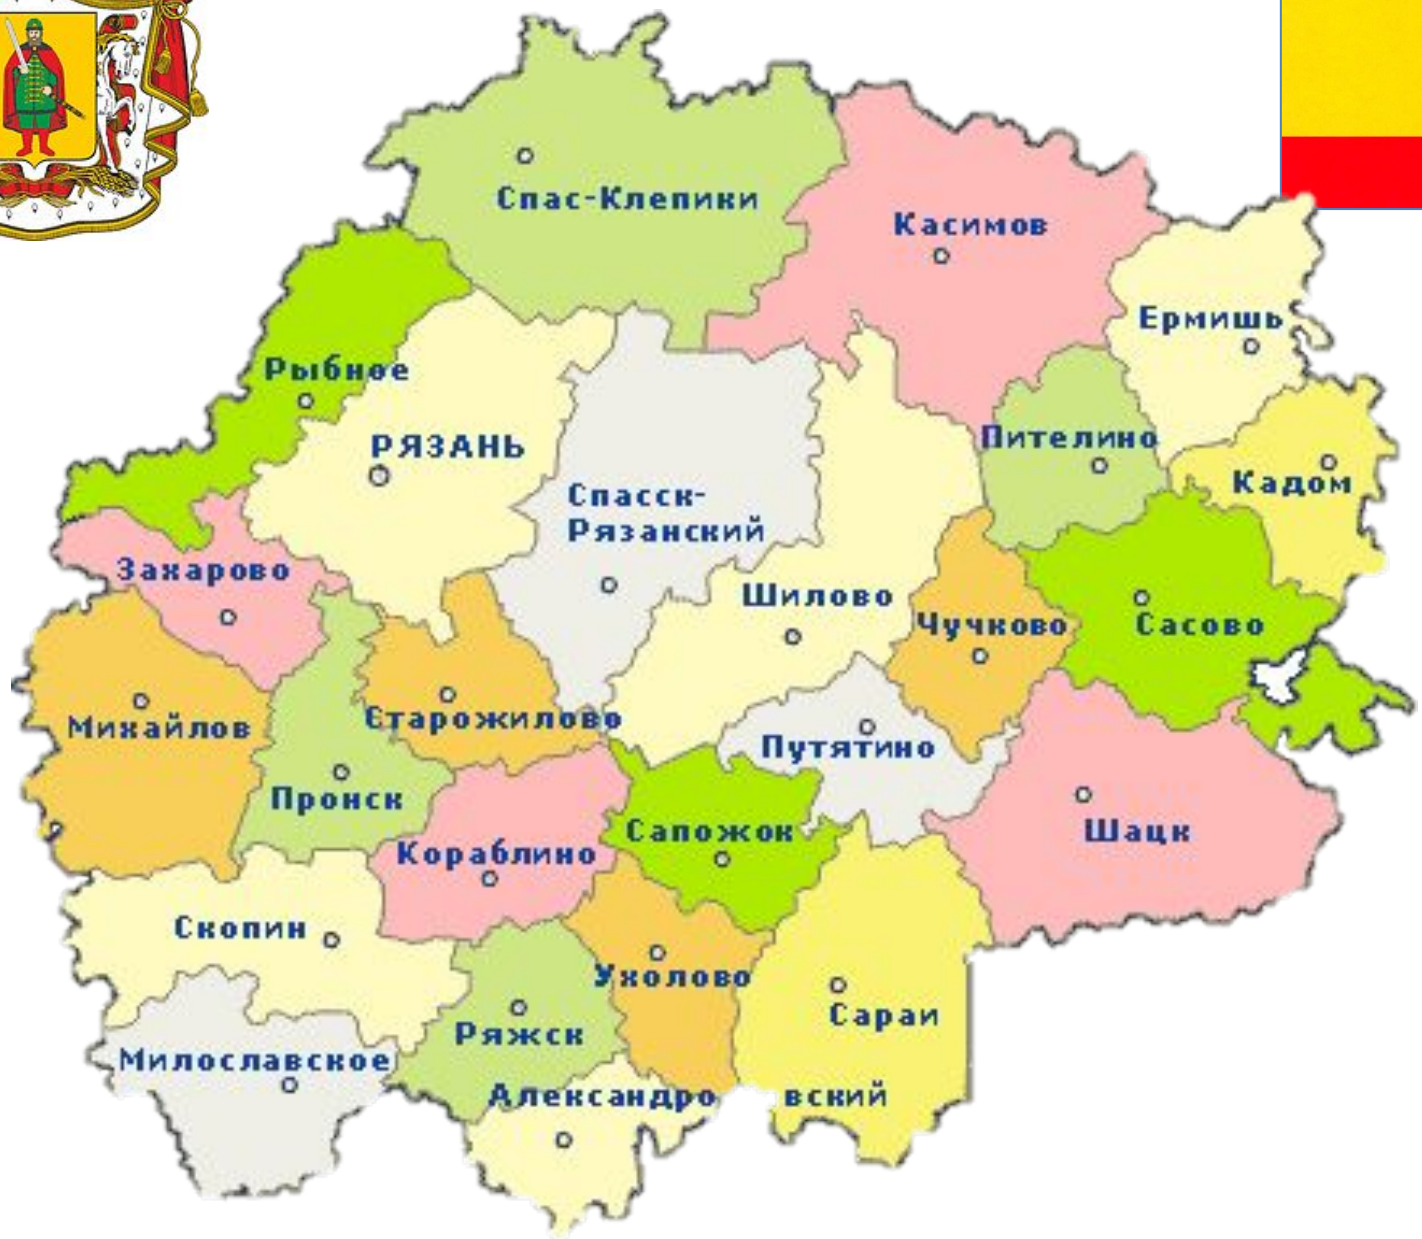 Спас-Клепики
Касимов
Ермишь
Рыбное
Пителино
РЯЗАНЬ
Кадом
Спасск-
Рязанский
Захарово
Шилово
Чучково
Сасово
Михайлов
Старожилово
Путятино
Пронск
Сапожок
Шацк
Кораблино
Скопин
Ухолово
Сараи
Ряжск
Милославское
Александро вский